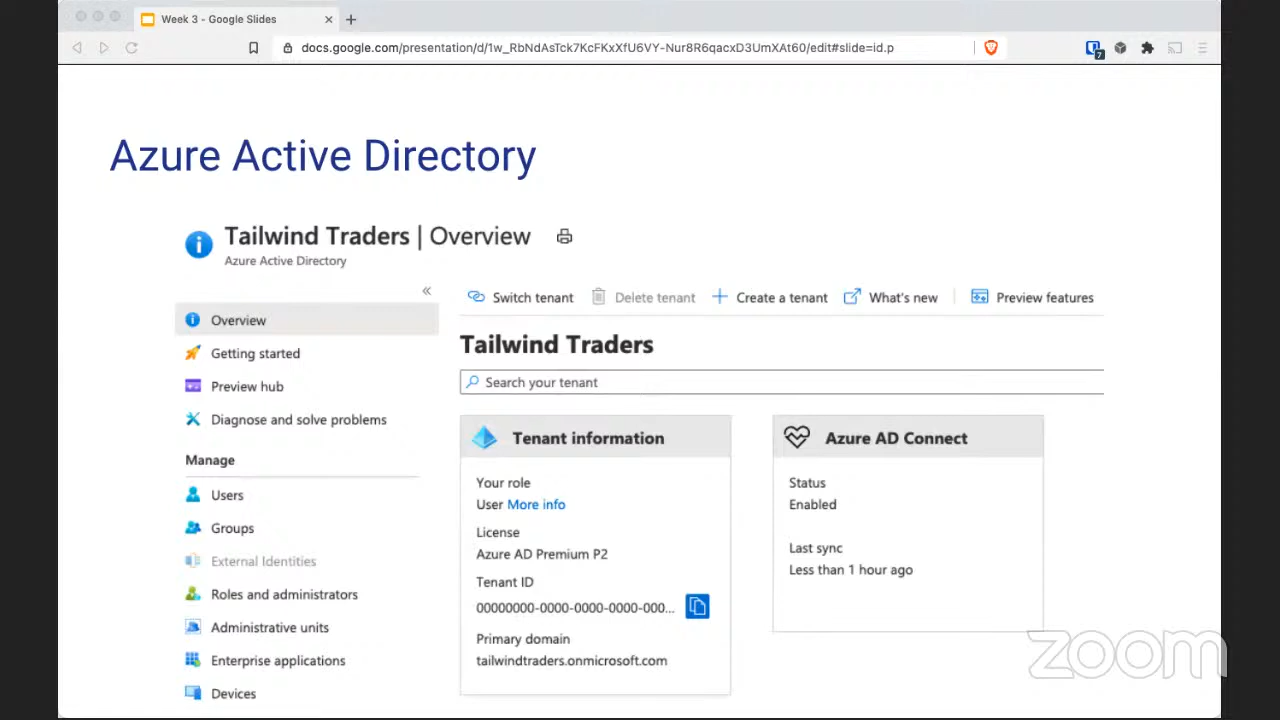 Week 3 - Google Slides
docs.google.com/presentation/d/1w_RbNdAsTck7KcFKxXfU6VY-Nur8R6qacxD3UmXAt60/edit#slide=id.p
7
Azure Active Directory
Tailwind Traders | Overview
Azure Active Directory
Overview
Getting started
Preview hub
Diagnose and solve problems
Manage
Users
Groups
External Identities
Roles and administrators
Administrative units
Enterprise applications
Devices
Switch tenant
Delete tenant
Create a tenant
What's new
Preview features
Tailwind Traders
Search your tenant
Tenant information
Your role
User More info
License
Azure AD Premium P2
Tenant ID
00000000-0000-0000-0000-000...
Primary domain
tailwindtraders.onmicrosoft.com
Azure AD Connect
Status
Enabled
Last sync
Less than 1 hour ago
zoom